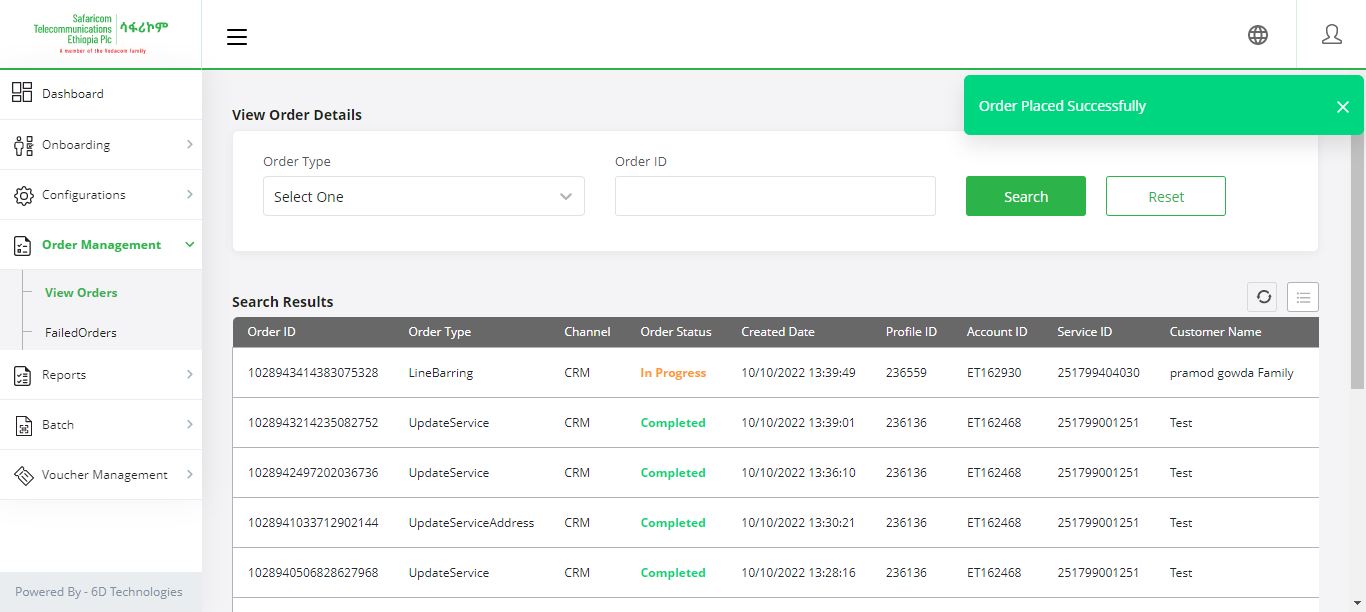 Safaricom
Telecommunications
Ethiopia Plc
ሳፋሪኮም
A member of the Vodacom family
Order Placed Successfully
Dashboard
Onboarding
Configurations
Order Management
View Orders
FailedOrders
Reports
Batch
Voucher Management
Powered By - 6D Technologies
View Order Details
Order Type
Order ID
Select One
Search
Reset
Search Results
Order ID Order Type Channel Order Status Created Date Profile ID Account ID Service ID Customer Name
1028943414383075328 LineBarring CRM In Progress 10/10/2022 13:39:49 236559 ET162930 251799404030 pramod gowda Family
1028943214235082752 UpdateService CRM Completed 10/10/2022 13:39:01 236136 ET162468 251799001251 Test
1028942497202036736 UpdateService CRM Completed 10/10/2022 13:36:10 236136 ET162468 251799001251 Test
1028941033712902144 UpdateServiceAddress CRM Completed 10/10/2022 13:30:21 236136 ET162468 251799001251 Test
1028940506828627968 UpdateService CRM Completed 10/10/2022 13:28:16 236136 ET162468 251799001251 Test